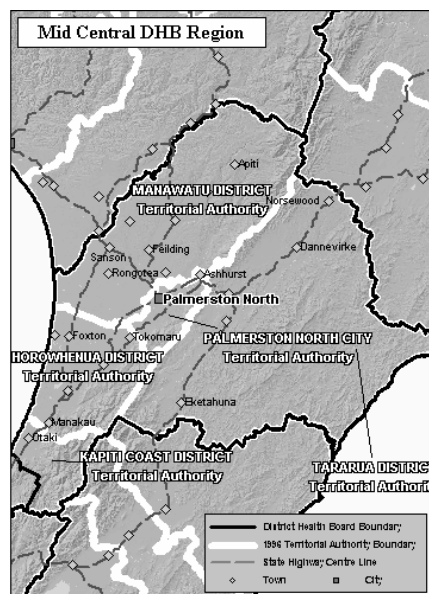 Mid Central DHB Region
Apiti
MANAWATU DISTRICT
Territorial Authority
Norsewood
Dannevirke
Sanson
Feilding
Rongotea
Ashhurst
Palmerston North
Foxton
Tokomaru
PALMERSTON NORTH CITY
Territorial Authority
HOROWHENUA DISTRICT
Territorial Authority
Eketahuna
Manakau
Otaki
KAPITI COAST DISTRICT
Territorial Authority
TARARUA DISTRICT
Territorial Authorit
District Health Board Boundary
1996 Territorial Authority Boundary
State Highway Centre Line
Town
City